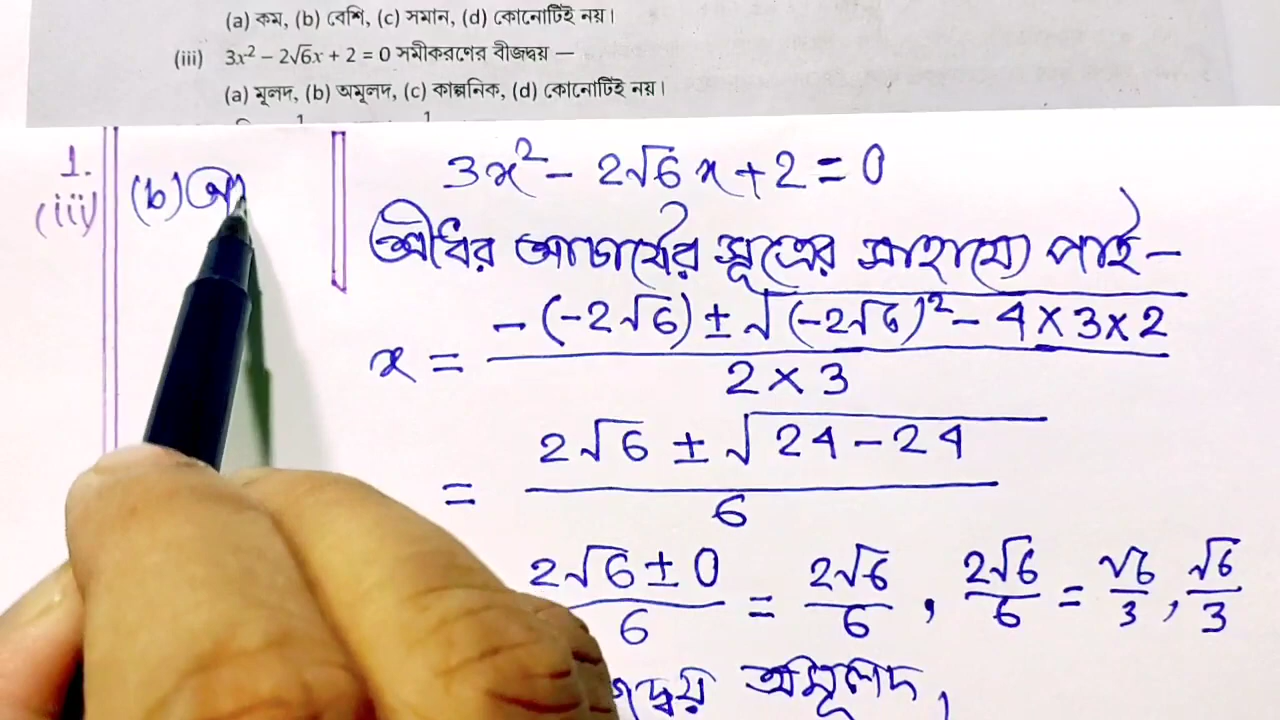 (a) কম, (b) বেশি, (c) সমান, (d) কোনোটিই নয়।
(iii) 3x² − 2√6x + 2 = 0 সমীকরণের বীজদ্বয় —
(a) মূলদ, (b) অমূলদ, (c) কাল্পনিক, (d) কোনোটিই নয়।
1.
(iii) (b)
3x² − 2√6 x + 2 = 0
শ্রীধর আচার্যের সূত্রের সাহায্যে পাই −
x = (−(−2√6) ± √((−2√6)² − 4×3×2)) / (2×3)
= (2√6 ± √(24−24)) / 6
(2√6 ± 0)/6 = 2√6/6 , 2√6/6 = √6/3 , √6/3
অমূলদ,